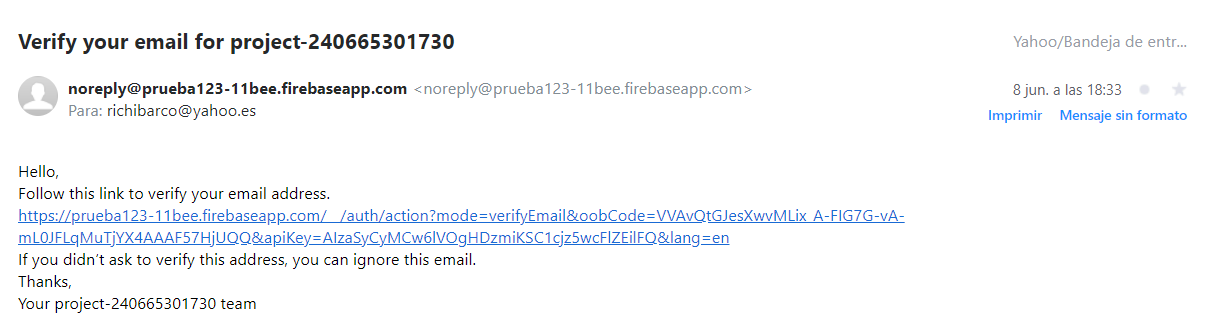 Verify your email for project-240665301730
Yahoo/Bandeja de entr...
noreply@prueba123-11bee.firebaseapp.com <noreply@prueba123-11bee.firebaseapp.com>
8 jun. a las 18:33
Para: richibarco@yahoo.es
Imprimir Mensaje sin formato
Hello,
Follow this link to verify your email address.
https://prueba123-11bee.firebaseapp.com/__/auth/action?mode=verifyEmail&oobCode=VVAvQtGJesXwvMLix_A-FIG7G-vA-
mL0JFLqMuTjYX4AAAF57HjUQQ&apiKey=AIzaSyCyMCw6lVOgHDzmiKSC1cjz5wcFlZEilFQ&lang=en
If you didn't ask to verify this address, you can ignore this email.
Thanks,
Your project-240665301730 team